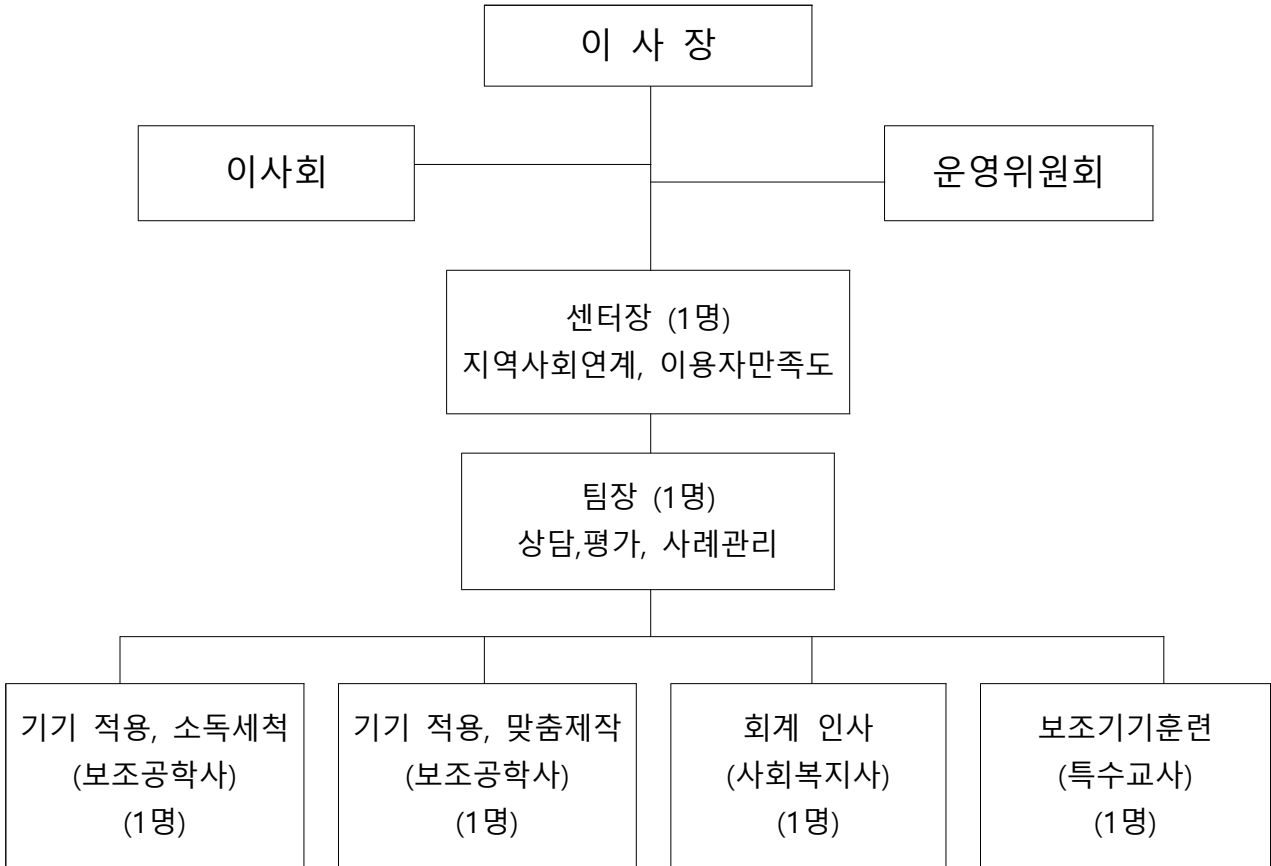 이 사 장
이사회
운영위원회
센터장 (1명)
지역사회연계, 이용자만족도
팀장 (1명)
상담,평가, 사례관리
기기 적용, 소독세척
(보조공학사)
(1명)
기기 적용, 맞춤제작
(보조공학사)
(1명)
회계 인사
(사회복지사)
(1명)
보조기기훈련
(특수교사)
(1명)